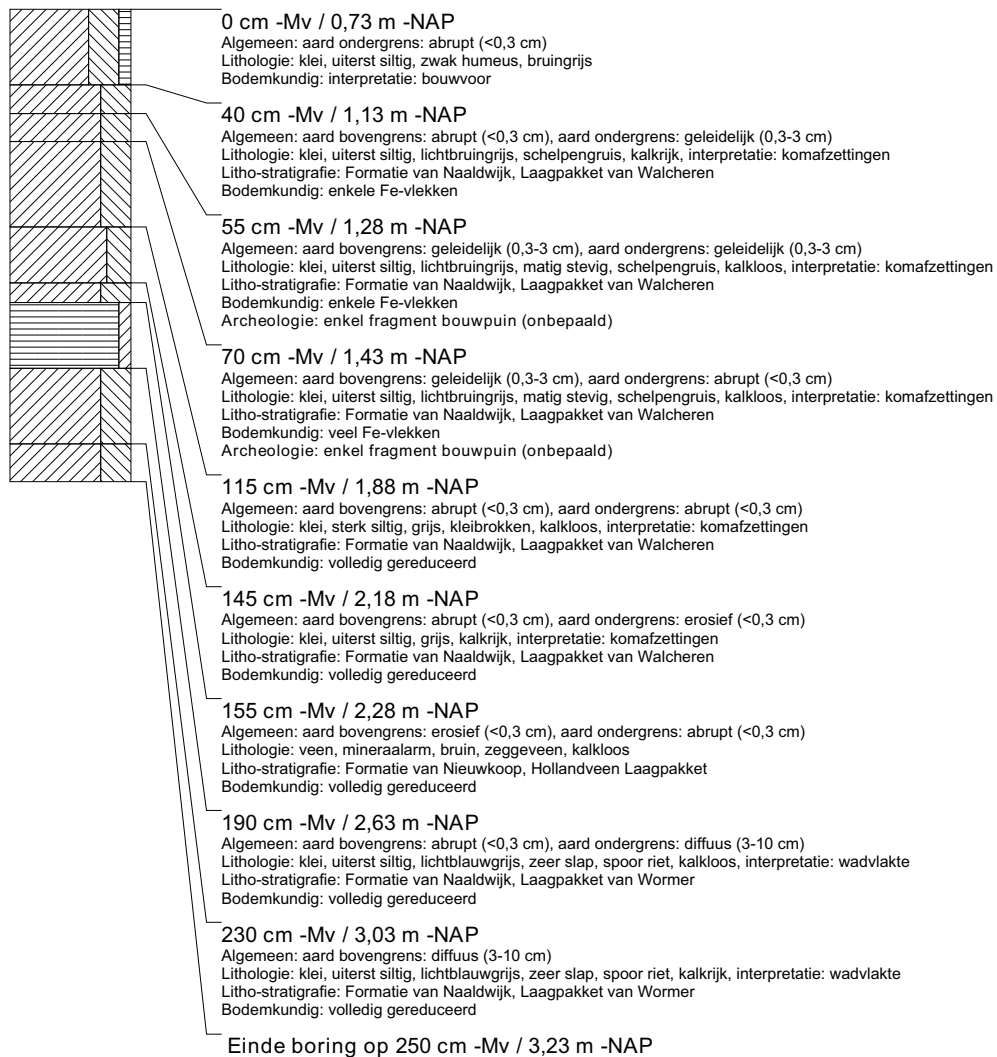 0 cm -Mv / 0,73 m -NAP
Algemeen: aard ondergrens: abrupt (<0,3 cm)
Lithologie: klei, uiterst siltig, zwak humeus, bruingrijs
Bodemkundig: interpretatie: bouwvoor
40 cm -Mv / 1,13 m -NAP
Algemeen: aard bovengrens: abrupt (<0,3 cm), aard ondergrens: geleidelijk (0,3-3 cm)
Lithologie: klei, uiterst siltig, lichtbruingrijs, schelpengruis, kalkrijk, interpretatie: komafzettingen
Litho-stratigrafie: Formatie van Naaldwijk, Laagpakket van Walcheren
Bodemkundig: enkele Fe-vlekken
55 cm -Mv / 1,28 m -NAP
Algemeen: aard bovengrens: geleidelijk (0,3-3 cm), aard ondergrens: geleidelijk (0,3-3 cm)
Lithologie: klei, uiterst siltig, lichtbruingrijs, matig stevig, schelpengruis, kalkloos, interpretatie: komafzettingen
Litho-stratigrafie: Formatie van Naaldwijk, Laagpakket van Walcheren
Bodemkundig: enkele Fe-vlekken
Archeologie: enkel fragment bouwpuin (onbepaald)
70 cm -Mv / 1,43 m -NAP
Algemeen: aard bovengrens: geleidelijk (0,3-3 cm), aard ondergrens: abrupt (<0,3 cm)
Lithologie: klei, uiterst siltig, lichtbruingrijs, matig stevig, schelpengruis, kalkloos, interpretatie: komafzettingen
Litho-stratigrafie: Formatie van Naaldwijk, Laagpakket van Walcheren
Bodemkundig: veel Fe-vlekken
Archeologie: enkel fragment bouwpuin (onbepaald)
115 cm -Mv / 1,88 m -NAP
Algemeen: aard bovengrens: abrupt (<0,3 cm), aard ondergrens: abrupt (<0,3 cm)
Lithologie: klei, sterk siltig, grijs, kleibrokken, kalkloos, interpretatie: komafzettingen
Litho-stratigrafie: Formatie van Naaldwijk, Laagpakket van Walcheren
Bodemkundig: volledig gereduceerd
145 cm -Mv / 2,18 m -NAP
Algemeen: aard bovengrens: abrupt (<0,3 cm), aard ondergrens: erosief (<0,3 cm)
Lithologie: klei, uiterst siltig, grijs, kalkrijk, interpretatie: komafzettingen
Litho-stratigrafie: Formatie van Naaldwijk, Laagpakket van Walcheren
Bodemkundig: volledig gereduceerd
155 cm -Mv / 2,28 m -NAP
Algemeen: aard bovengrens: erosief (<0,3 cm), aard ondergrens: abrupt (<0,3 cm)
Lithologie: veen, mineraalarm, bruin, zeggeveen, kalkloos
Litho-stratigrafie: Formatie van Nieuwkoop, Hollandveen Laagpakket
Bodemkundig: volledig gereduceerd
190 cm -Mv / 2,63 m -NAP
Algemeen: aard bovengrens: abrupt (<0,3 cm), aard ondergrens: diffuus (3-10 cm)
Lithologie: klei, uiterst siltig, lichtblauwgrijs, zeer slap, spoor riet, kalkloos, interpretatie: wadvlakte
Litho-stratigrafie: Formatie van Naaldwijk, Laagpakket van Wormer
Bodemkundig: volledig gereduceerd
230 cm -Mv / 3,03 m -NAP
Algemeen: aard bovengrens: diffuus (3-10 cm)
Lithologie: klei, uiterst siltig, lichtblauwgrijs, zeer slap, spoor riet, kalkrijk, interpretatie: wadvlakte
Litho-stratigrafie: Formatie van Naaldwijk, Laagpakket van Wormer
Bodemkundig: volledig gereduceerd
Einde boring op 250 cm -Mv / 3,23 m -NAP